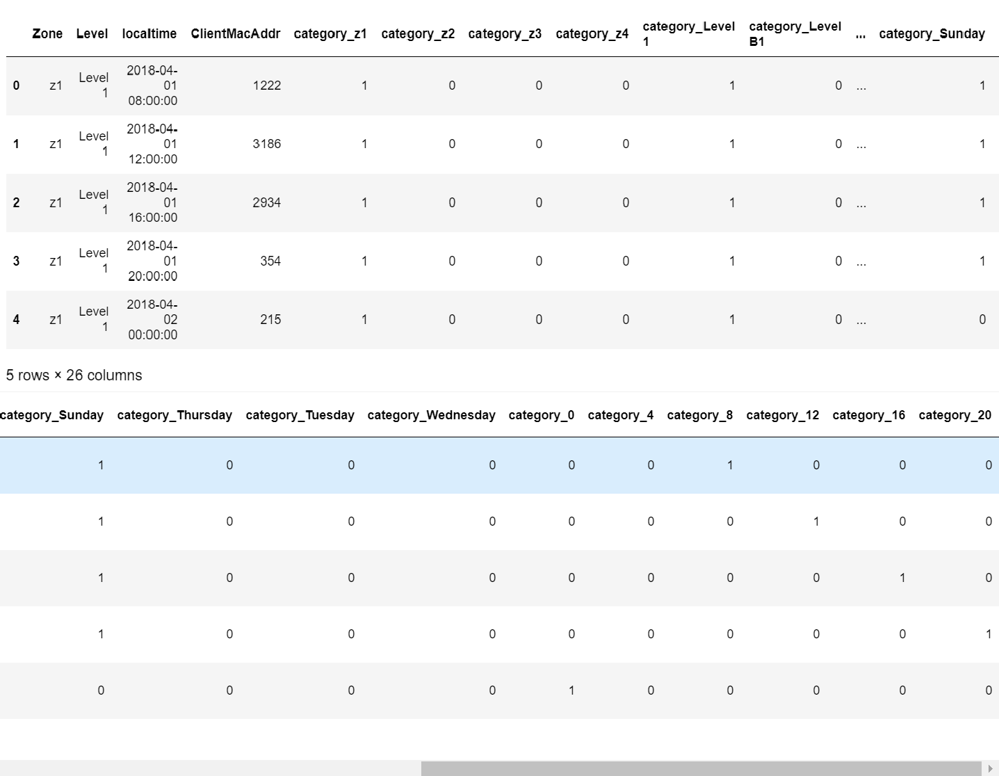 Zone Level localtime ClientMacAddr category_z1 category_z2 category_z3 category_z4 category_Level 1 category_Level B1 ... category_Sunday
0 z1 Level 1 2018-04-01 08:00:00 1222 1 0 0 0 1 0 ... 1
1 z1 Level 1 2018-04-01 12:00:00 3186 1 0 0 0 1 0 ... 1
2 z1 Level 1 2018-04-01 16:00:00 2934 1 0 0 0 1 0 ... 1
3 z1 Level 1 2018-04-01 20:00:00 354 1 0 0 0 1 0 ... 1
4 z1 Level 1 2018-04-02 00:00:00 215 1 0 0 0 1 0 ... 0
5 rows × 26 columns
category_Sunday category_Thursday category_Tuesday category_Wednesday category_0 category_4 category_8 category_12 category_16 category_20
1 0 0 0 0 0 1 0 0 0
1 0 0 0 0 0 0 1 0 0
1 0 0 0 0 0 0 0 1 0
1 0 0 0 0 0 0 0 0 1
0 0 0 0 1 0 0 0 0 0